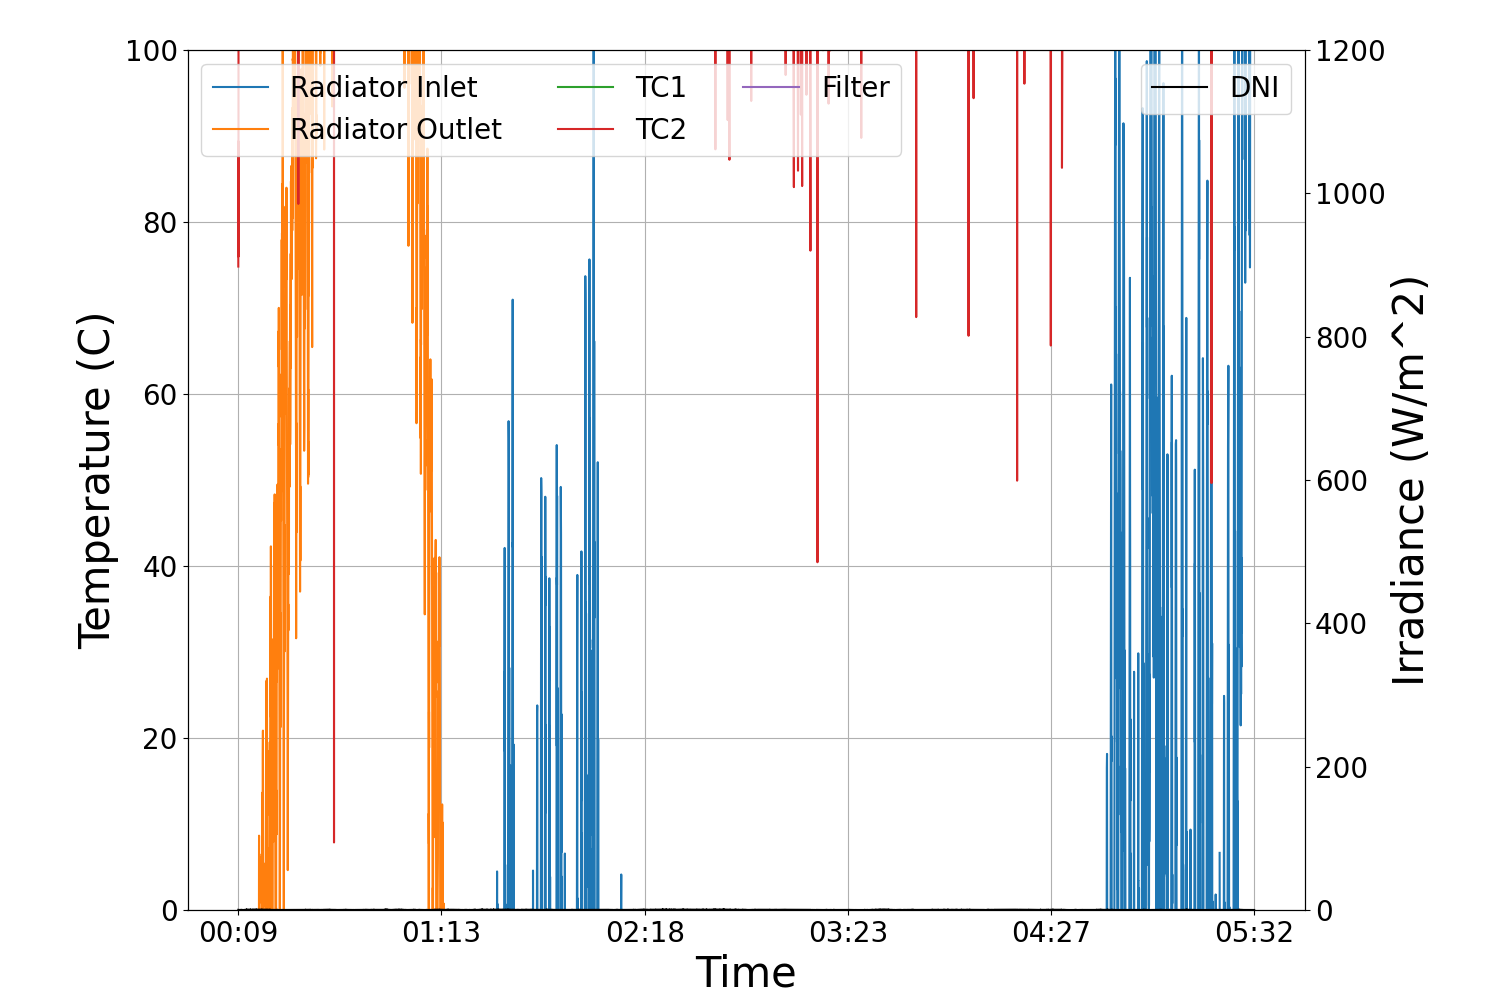 100
80
60
40
20
0
Temperature (C)
Radiator Inlet
Radiator Outlet
TC1
TC2
Filter
DNI
1200
1000
800
600
400
200
0
Irradiance (W/m^2)
00:09
01:13
02:18
03:23
04:27
05:32
Time